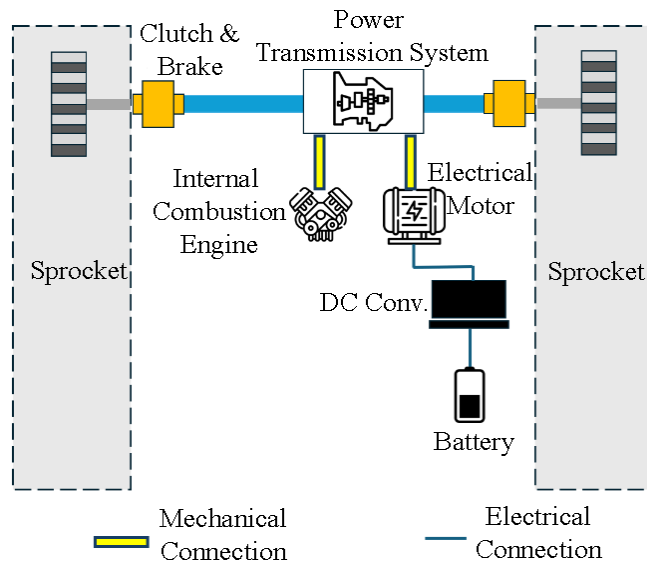 Power
Transmission System
Clutch &
Brake
Internal
Combustion
Engine
Electrical
Motor
Sprocket
Sprocket
DC Conv.
Battery
Mechanical
Connection
Electrical
Connection